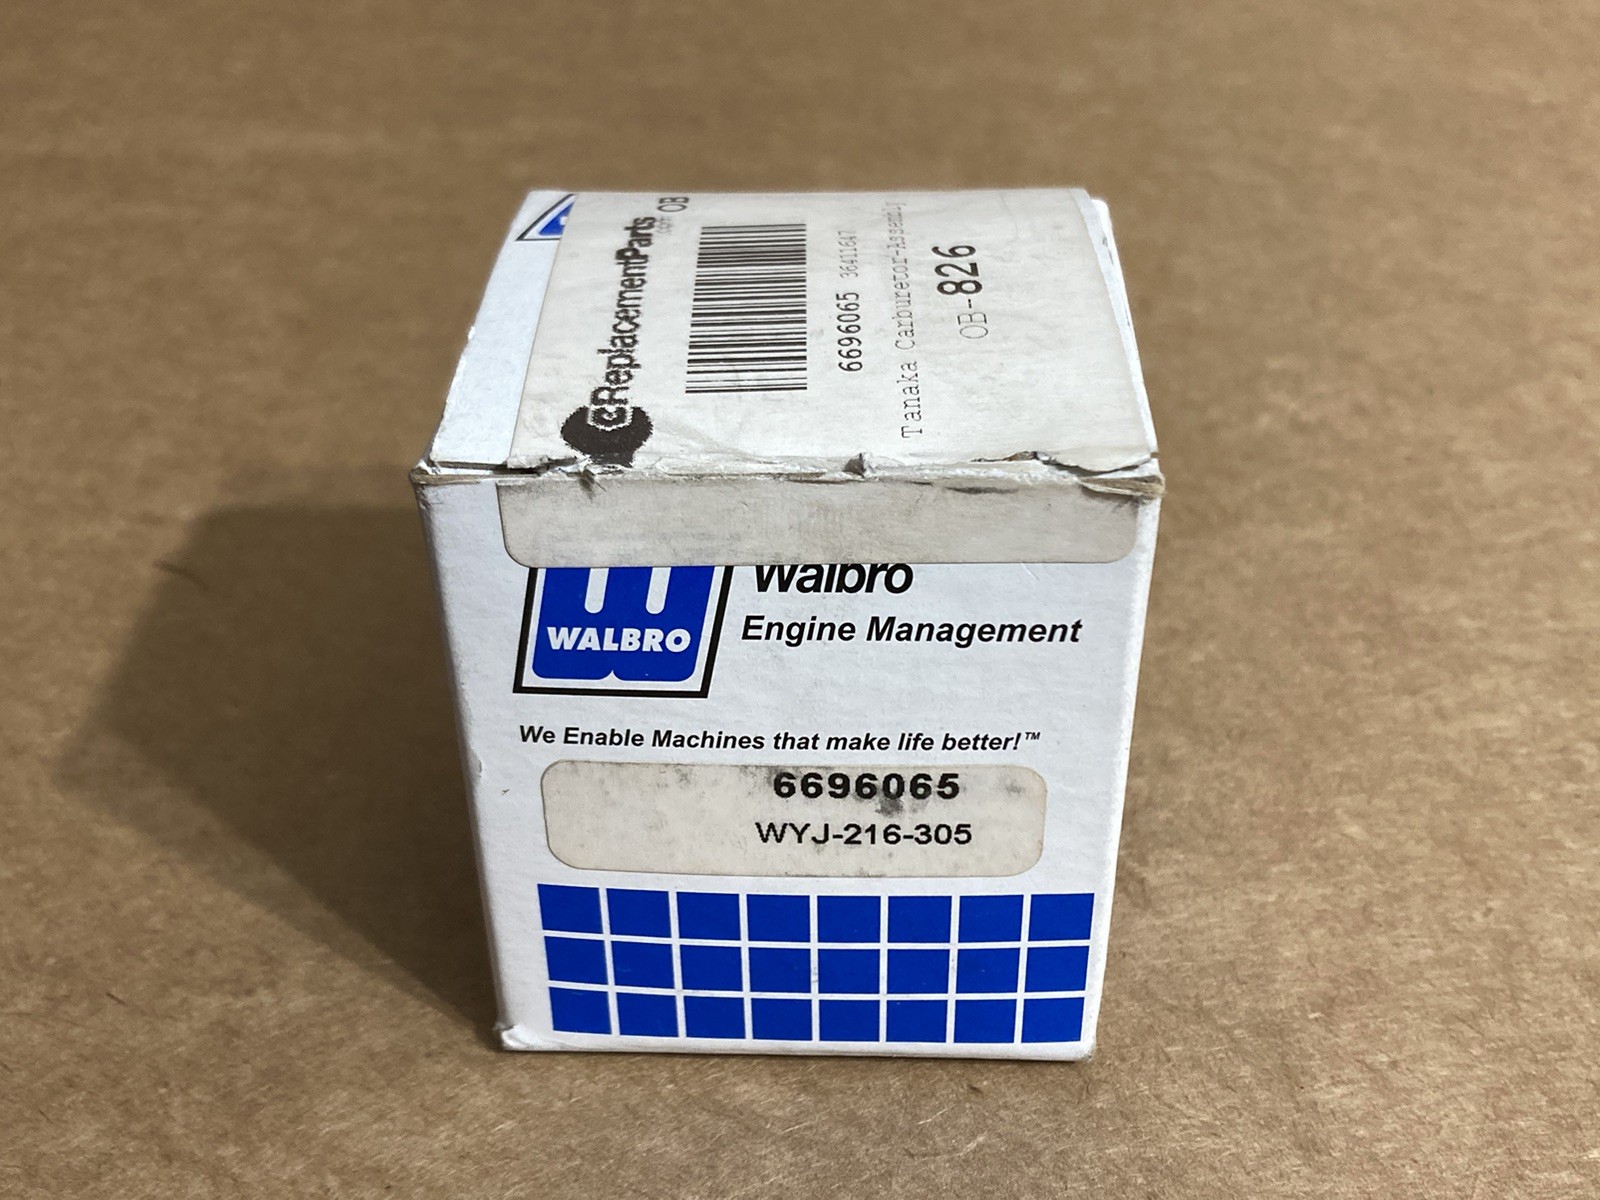 eReplacementParts
.com
OB
6696065 36411647
Tanaka Carburetor-Assembly
OB-826
Walbro
Engine Management
WALBRO
We Enable Machines that make life better!™
6696065
WYJ-216-305